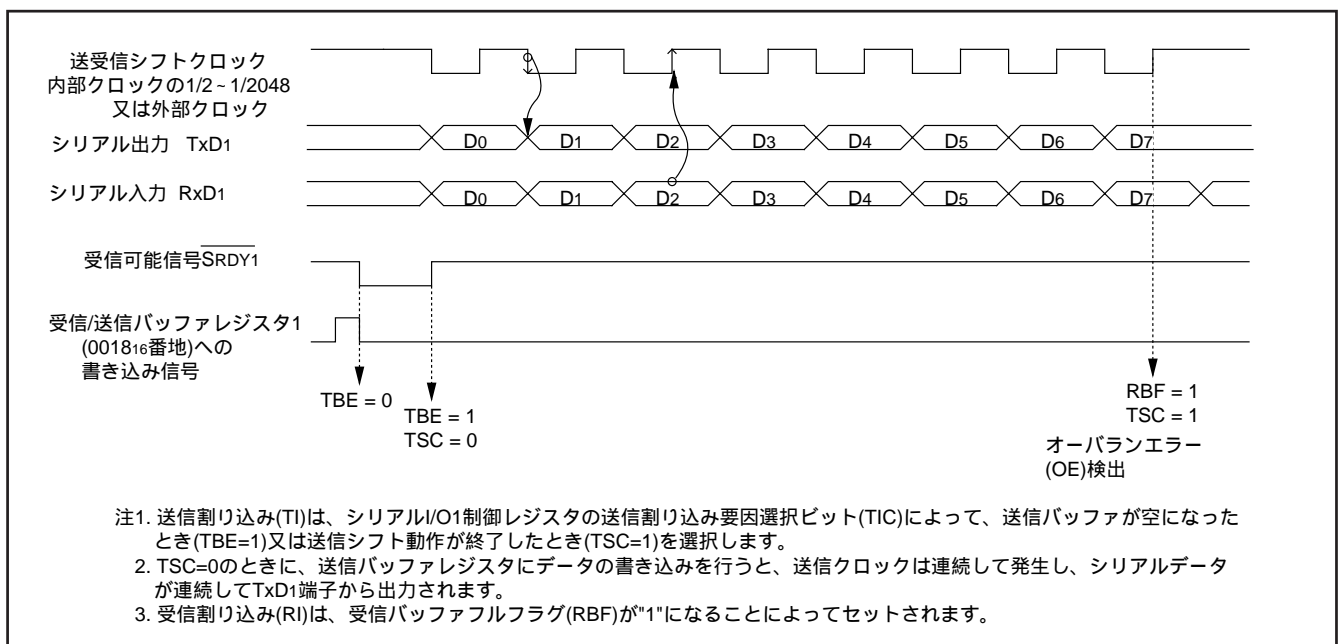 送受信シフトクロック
内部クロックの1/2~1/2048
又は外部クロック
シリアル出力 TxD1
D0 D1 D2 D3 D4 D5 D6 D7
シリアル入力 RxD1
D0 D1 D2 D3 D4 D5 D6 D7
受信可能信号SRDY1
受信/送信バッファレジスタ1
(001816番地)への
書き込み信号
TBE = 0
TBE = 1
TSC = 0
RBF = 1
TSC = 1
オーバランエラー
(OE)検出
注1. 送信割り込み(TI)は、シリアルI/O1制御レジスタの送信割り込み要因選択ビット(TIC)によって、送信バッファが空になった
とき(TBE=1)又は送信シフト動作が終了したとき(TSC=1)を選択します。
2. TSC=0のときに、送信バッファレジスタにデータの書き込みを行うと、送信クロックは連続して発生し、シリアルデータ
が連続してTxD1端子から出力されます。
3. 受信割り込み(RI)は、受信バッファフルフラグ(RBF)が"1"になることによってセットされます。